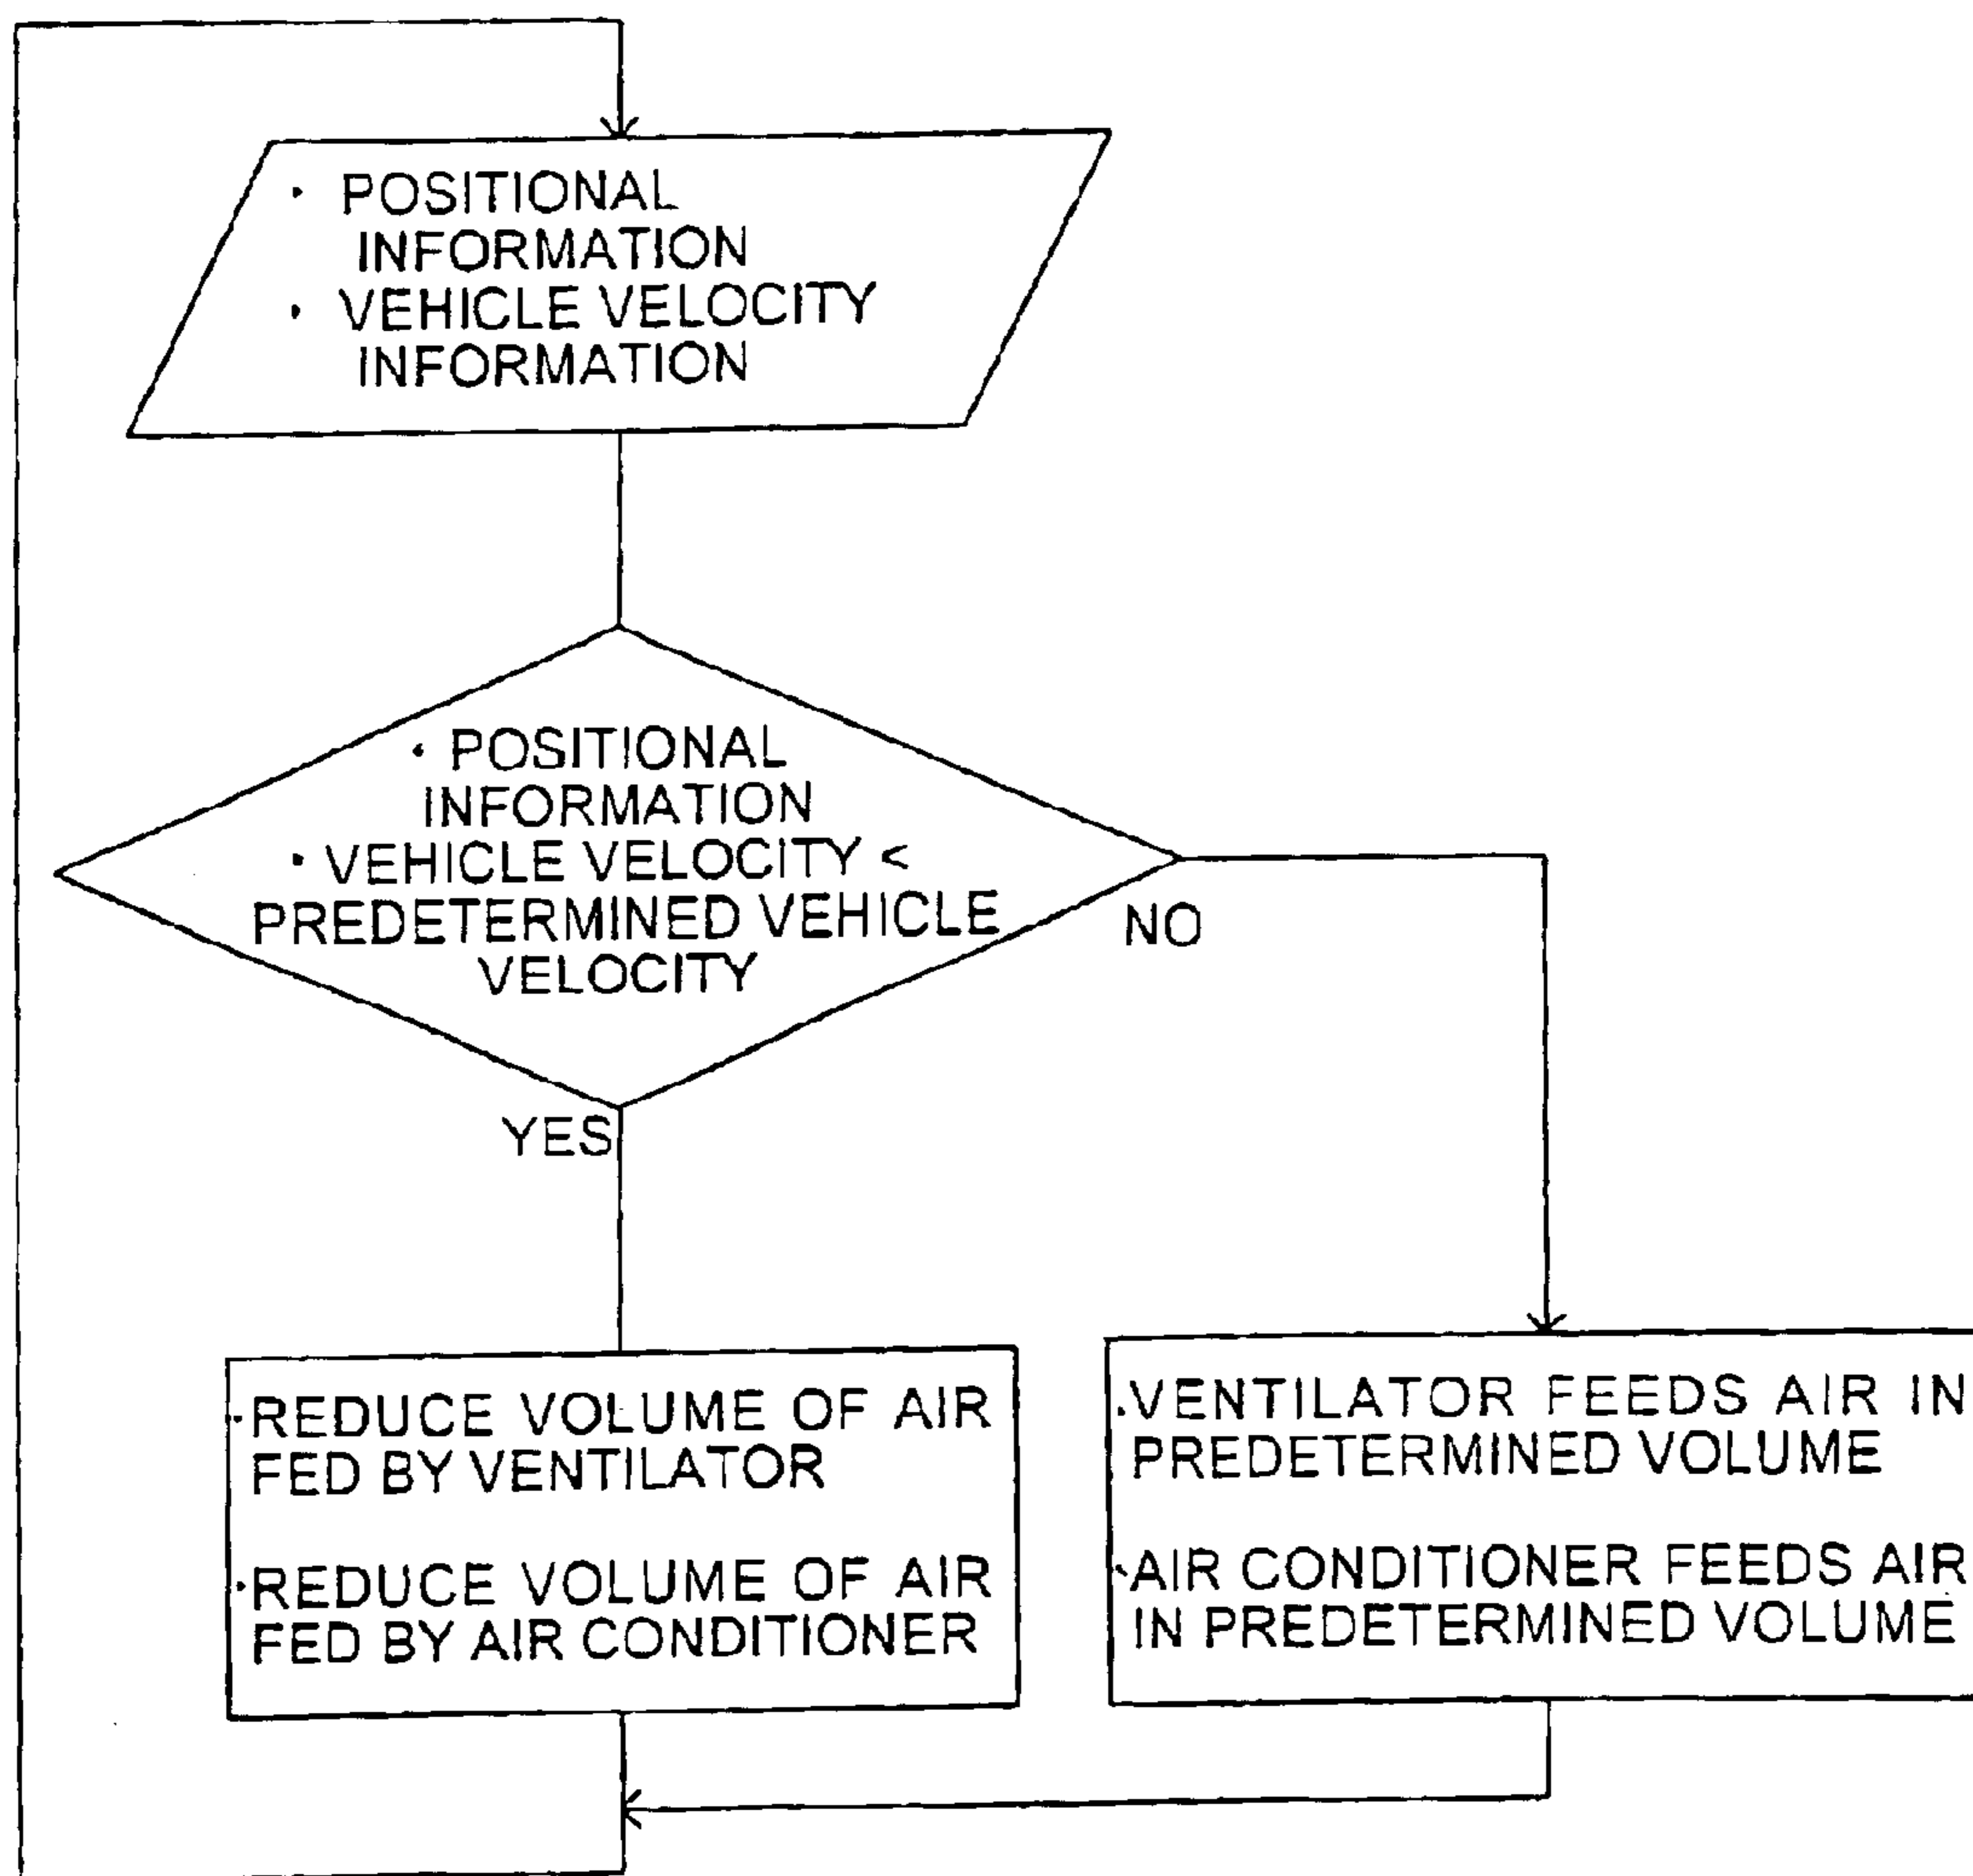 · POSITIONAL
INFORMATION
· VEHICLE VELOCITY
INFORMATION
· POSITIONAL
INFORMATION
· VEHICLE VELOCITY <
PREDETERMINED VEHICLE
VELOCITY
NO
YES
·REDUCE VOLUME OF AIR
FED BY VENTILATOR
·REDUCE VOLUME OF AIR
FED BY AIR CONDITIONER
·VENTILATOR FEEDS AIR IN
PREDETERMINED VOLUME
·AIR CONDITIONER FEEDS AIR
IN PREDETERMINED VOLUME